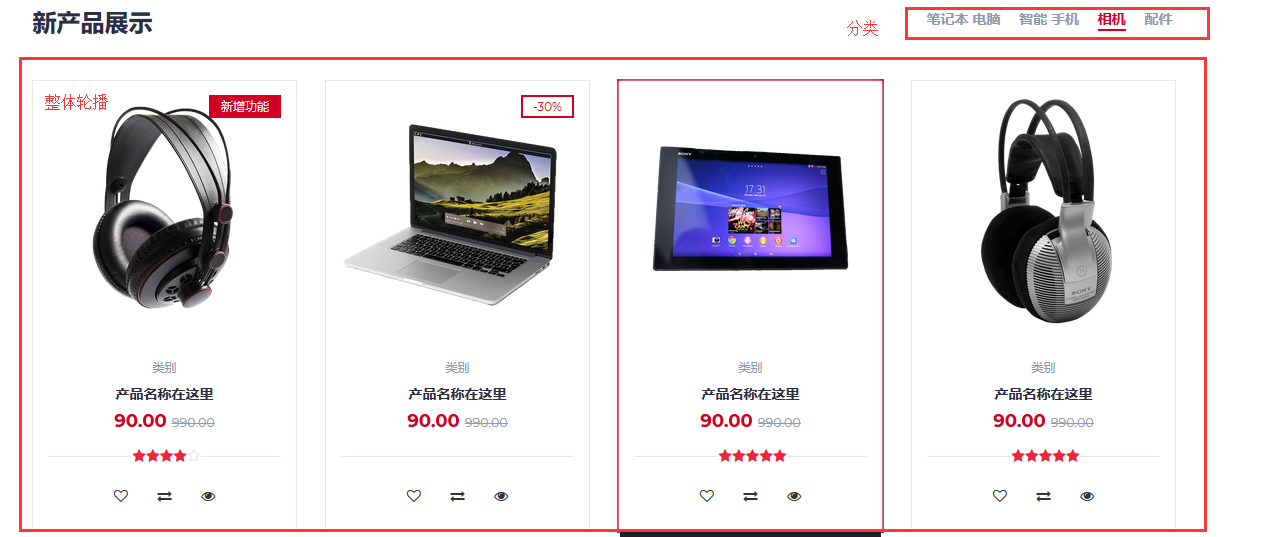 新产品展示
分类
笔记本 电脑 智能 手机 相机 配件
整体轮播
新增功能
-30%
SONY
17:31
SONY
类别 类别 类别 类别
产品名称在这里 产品名称在这里 产品名称在这里 产品名称在这里
90.00 990.00 90.00 990.00 90.00 990.00 90.00 990.00